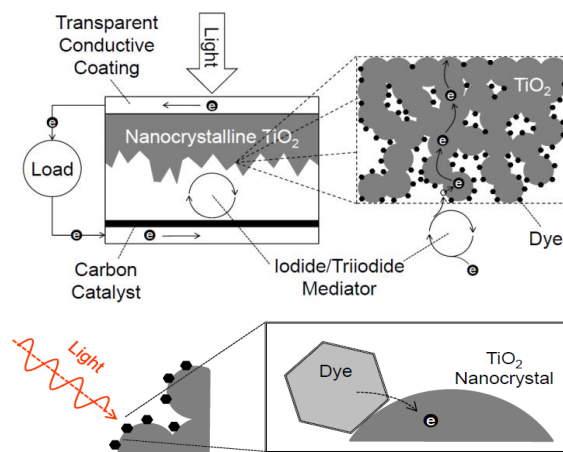 Transparent
Conductive
Coating
Light
e
TiO2
Nanocrystalline TiO2
e
e
e
Load
e
e
e
Dye
Iodide/Triiodide
Mediator
e
Carbon
Catalyst
Light
Dye
TiO2
Nanocrystal
e